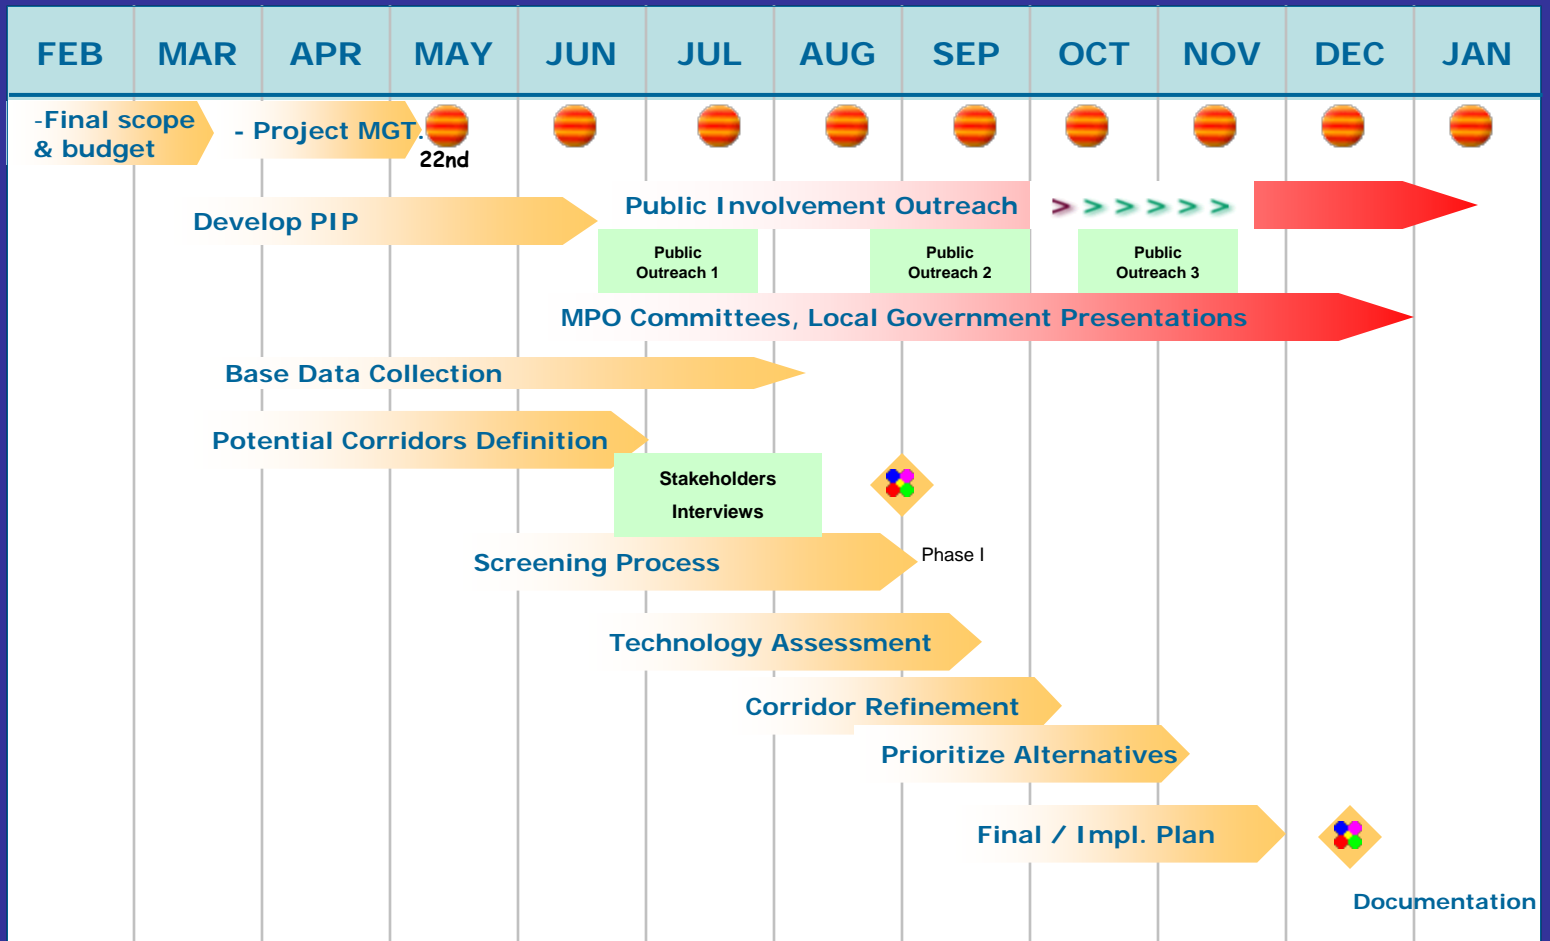 FEB MAR APR MAY JUN JUL AUG SEP OCT NOV DEC JAN
-Final scope
& budget
- Project MGT.
22nd
Develop PIP
Public Involvement Outreach
> > > > > >
Public
Outreach 1
Public
Outreach 2
Public
Outreach 3
MPO Committees, Local Government Presentations
Base Data Collection
Potential Corridors Definition
Stakeholders
Interviews
Screening Process
Phase I
Technology Assessment
Corridor Refinement
Prioritize Alternatives
Final / Impl. Plan
Documentation